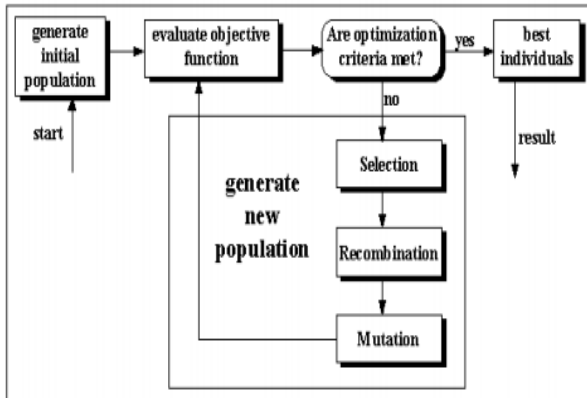 generate
initial
population
evaluate objective
function
Are optimization
criteria met?
yes
best
individuals
start
no
result
generate
new
population
Selection
Recombination
Mutation